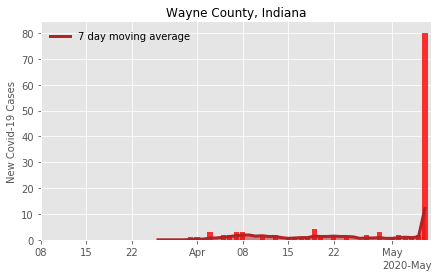 Wayne County, Indiana
7 day moving average
New Covid-19 Cases
80
70
60
50
40
30
20
10
0
08 15 22 Apr 08 15 22 May
2020-May